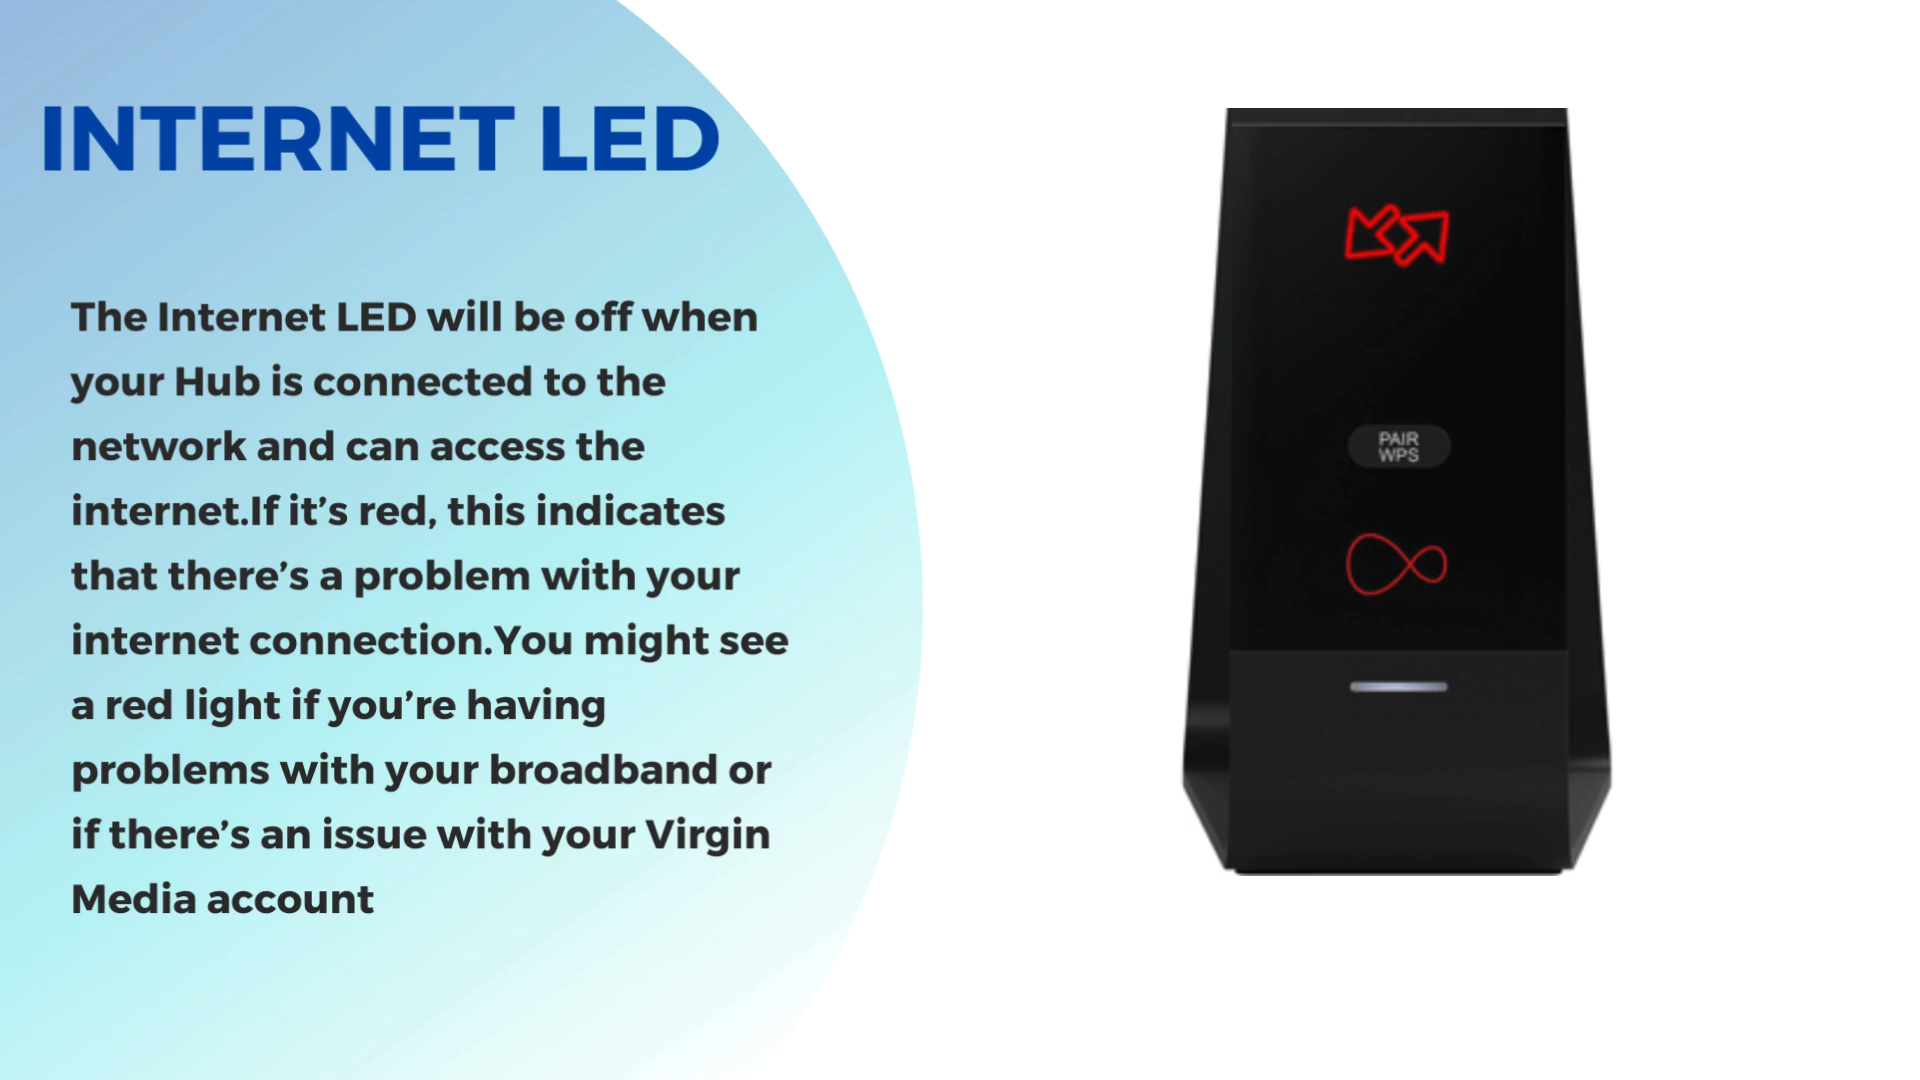 INTERNET LED
The Internet LED will be off when
your Hub is connected to the
network and can access the
internet.If it’s red, this indicates
that there’s a problem with your
internet connection.You might see
a red light if you’re having
problems with your broadband or
if there’s an issue with your Virgin
Media account
PAIR
WPS